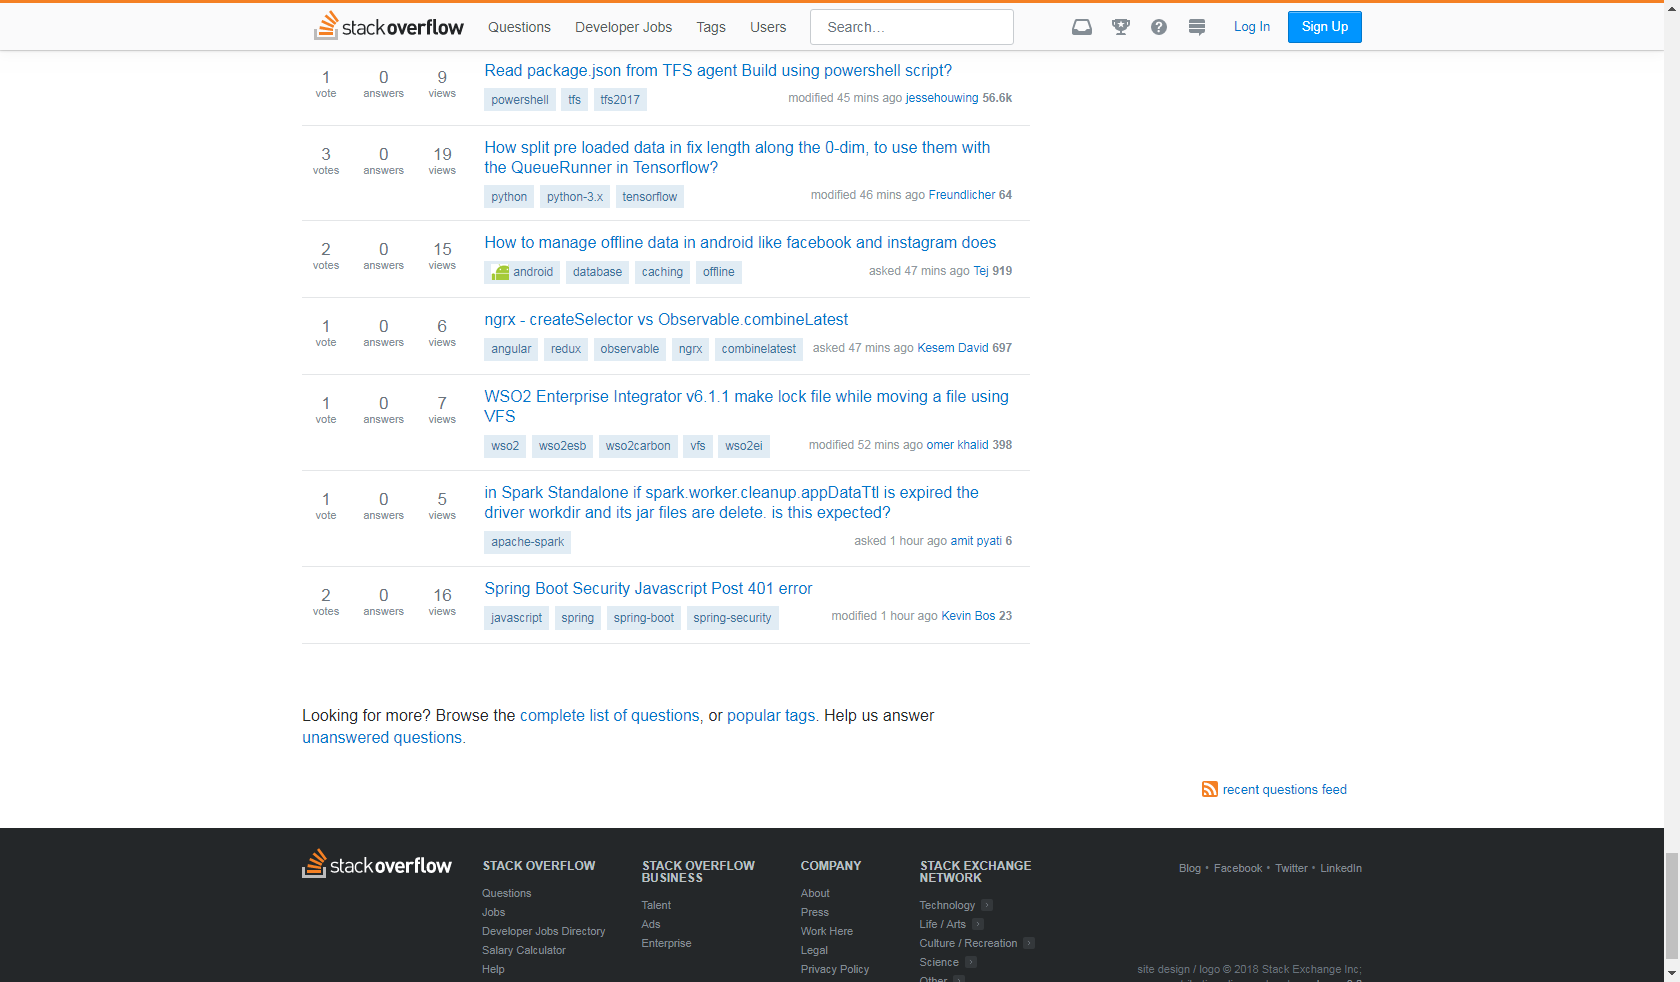 stackoverflow Questions Developer Jobs Tags Users Search... Log In Sign Up
1 0 9 Read package.json from TFS agent Build using powershell script?
vote answers views powershell tfs tfs2017 modified 45 mins ago jessehouwing 56.6k
3 0 19 How split pre loaded data in fix length along the 0-dim, to use them with
votes answers views the QueueRunner in Tensorflow?
python python-3.x tensorflow modified 46 mins ago Freundlicher 64
2 0 15 How to manage offline data in android like facebook and instagram does
votes answers views android database caching offline asked 47 mins ago Tej 919
1 0 6 ngrx - createSelector vs Observable.combineLatest
vote answers views angular redux observable ngrx combinelatest asked 47 mins ago Kesem David 697
1 0 7 WSO2 Enterprise Integrator v6.1.1 make lock file while moving a file using
vote answers views VFS
wso2 wso2esb wso2carbon vfs wso2ei modified 52 mins ago omer khalid 398
1 0 5 in Spark Standalone if spark.worker.cleanup.appDataTtl is expired the
vote answers views driver workdir and its jar files are delete. is this expected?
apache-spark asked 1 hour ago amit pyati 6
2 0 16 Spring Boot Security Javascript Post 401 error
votes answers views javascript spring spring-boot spring-security modified 1 hour ago Kevin Bos 23
Looking for more? Browse the complete list of questions, or popular tags. Help us answer
unanswered questions.
recent questions feed
stackoverflow
STACK OVERFLOW
Questions
Jobs
Developer Jobs Directory
Salary Calculator
Help
STACK OVERFLOW
BUSINESS
Talent
Ads
Enterprise
COMPANY
About
Press
Work Here
Legal
Privacy Policy
STACK EXCHANGE
NETWORK
Technology
Life / Arts
Culture / Recreation
Science
Other
Blog • Facebook • Twitter • LinkedIn
site design / logo © 2018 Stack Exchange Inc;